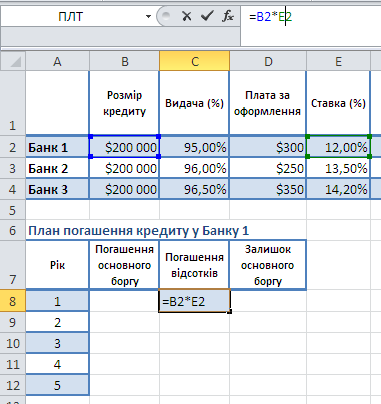 ПЛТ fx =B2*E2
A B C D E
1 Розмір кредиту Видача (%) Плата за оформлення Ставка (%)
2 Банк 1 $200 000 95,00% $300 12,00%
3 Банк 2 $200 000 96,00% $250 13,50%
4 Банк 3 $200 000 96,50% $350 14,20%
5
6 План погашення кредиту у Банку 1
7 Рік Погашення основного боргу Погашення відсотків Залишок основного боргу
8 1 =B2*E2
9 2
10 3
11 4
12 5